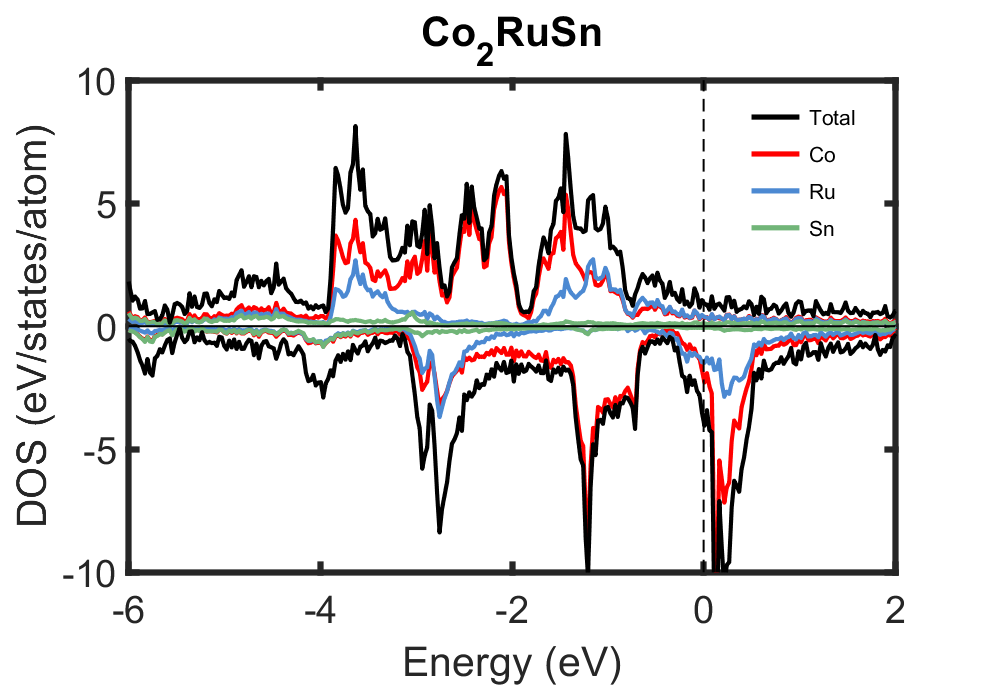 Co₂RuSn
10
5
0
-5
-10
DOS (eV/states/atom)
Total
Co
Ru
Sn
-6 -4 -2 0 2
Energy (eV)